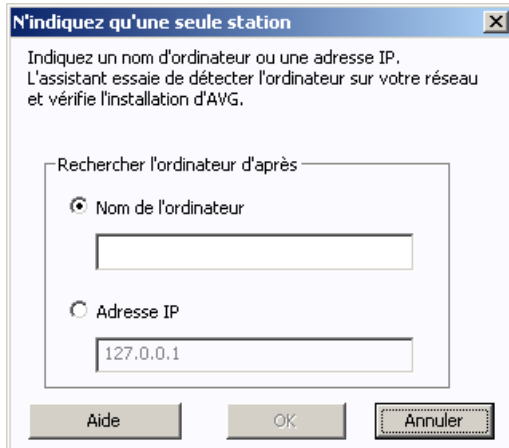 N'indiquez qu'une seule station
Indiquez un nom d'ordinateur ou une adresse IP.
L'assistant essaie de détecter l'ordinateur sur votre réseau
et vérifie l'installation d'AVG.
Rechercher l'ordinateur d'après
Nom de l'ordinateur
Adresse IP
127.0.0.1
Aide OK Annuler